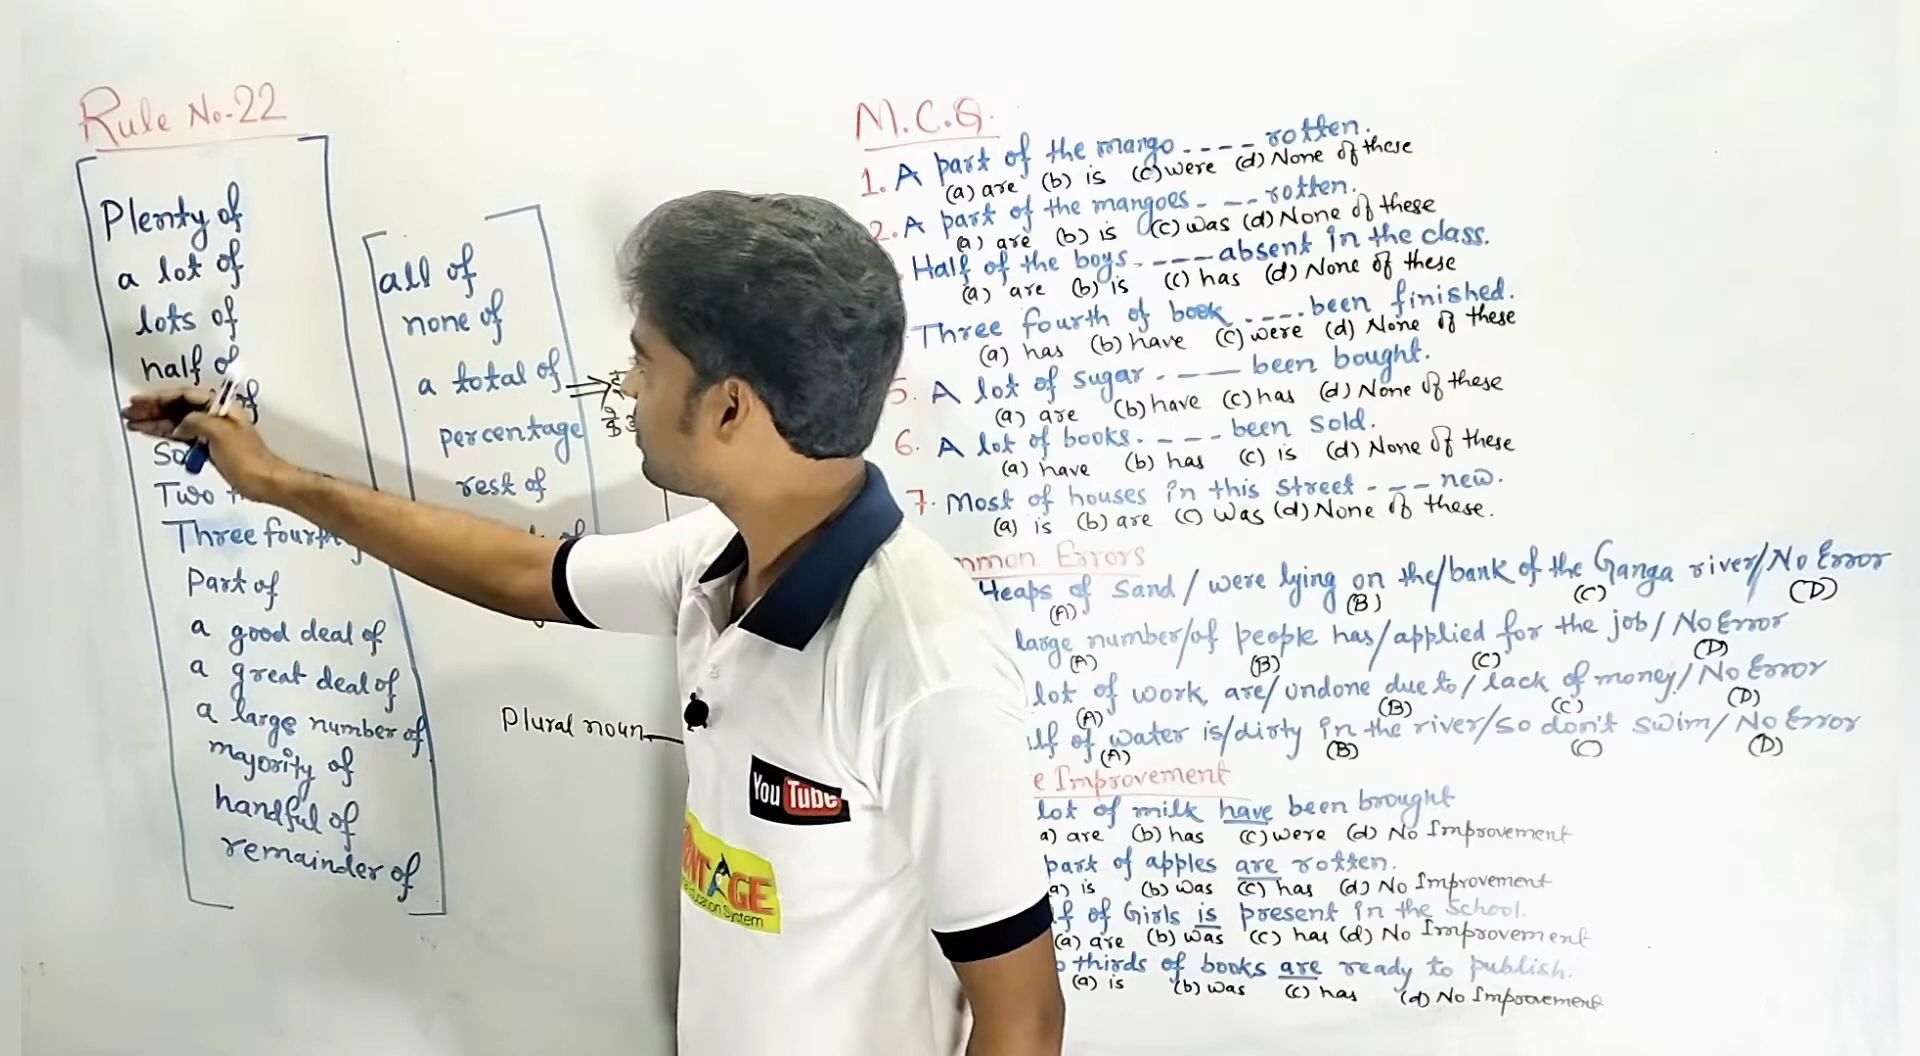 Rule No-22
Plenty of
a lot of
lots of
half of
of
Two
Three fourth
Part of
a good deal of
a great deal of
a large number of
majority of
handful of
remainder of
all of
none of
a total of
percentage
rest of
of
Plural noun
M.C.Q.
1. A part of the mango ---- rotten.
(a) are (b) is (c) were (d) None of these
2. A part of the mangoes - -- rotten.
(a) are (b) is (c) was (d) None of these
Half of the boys ---- absent in the class.
(a) are (b) is (c) has (d) None of these
Three fourth of book ---- been finished.
(a) has (b) have (c) were (d) None of these
5. A lot of sugar ---- been bought.
(a) are (b) have (c) has (d) None of these
6. A lot of books ---- been sold.
(a) have (b) has (c) is (d) None of these
7. Most of houses in this street --- new.
(a) is (b) are (c) was (d) None of these.
mmon Errors
Heaps of sand / were lying on the / bank of the Ganga river / No Error
(A) (B) (C) (D)
large number / of people has / applied for the job / No Error
(A) (B) (C) (D)
lot of work are / undone due to / lack of money / No Error
(A) (B) (C) (D)
lf of water is / dirty in the river / so don't swim / No Error
(A) (B) (C) (D)
e Improvement
lot of milk have been brought
a) are (b) has (c) were (d) No Improvement
part of apples are rotten.
a) is (b) was (c) has (d) No Improvement
lf of Girls is present in the school.
(a) are (b) was (c) has (d) No Improvement
o thirds of books are ready to publish.
(a) is (b) was (c) has (d) No Improvement
You Tube
NTAGE
ucation System